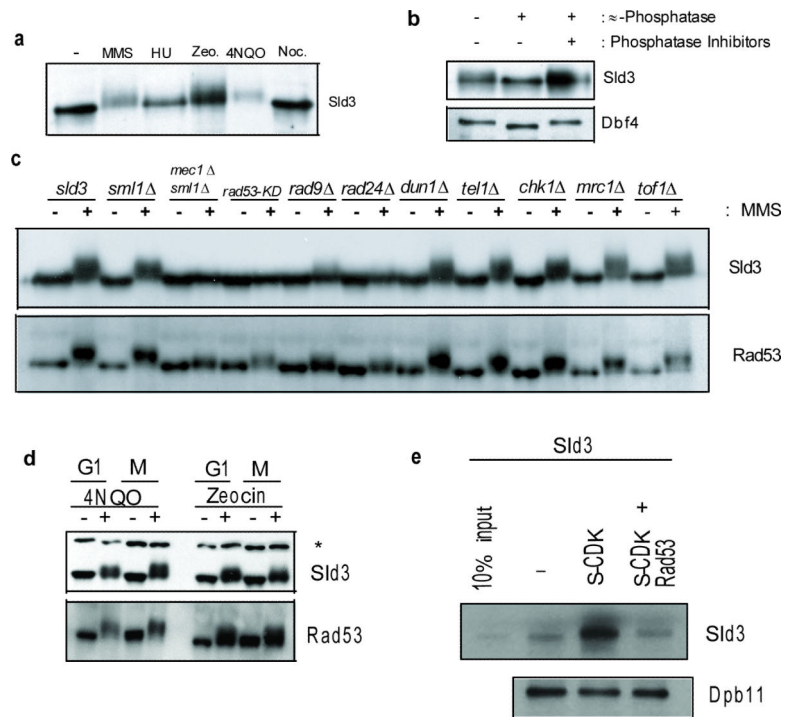 a
- MMS HU Zeo. 4NQO Noc.
Sld3
b
- + + : ≈-Phosphatase
- - + : Phosphatase Inhibitors
Sld3
Dbf4
c
sld3 sml1Δ mec1Δ sml1Δ rad53-KD rad9Δ rad24Δ dun1Δ tel1Δ chk1Δ mrc1Δ tof1Δ
- + - + - + - + - + - + - + - + - + - + - + : MMS
Sld3
Rad53
d
G1 M G1 M
4NQO Zeocin
- + - + - + - +
*
Sld3
Rad53
e
Sld3
10% input – S-CDK S-CDK + Rad53
Sld3
Dpb11